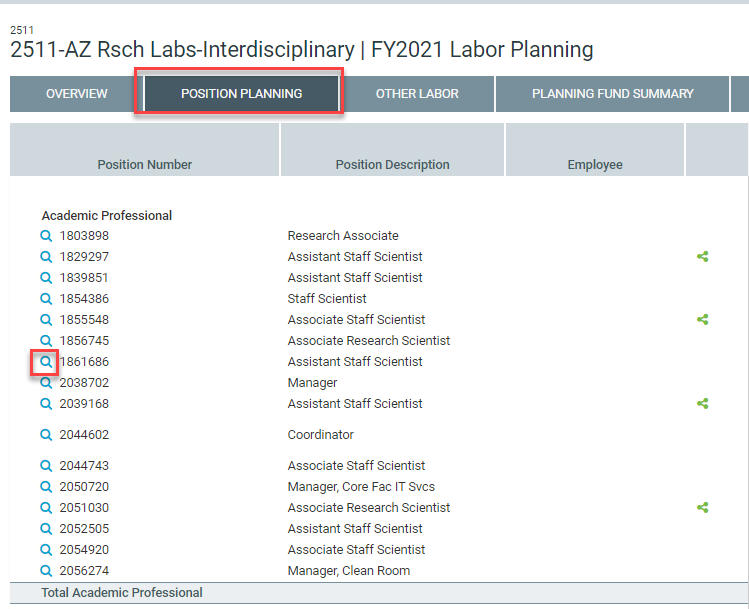 2511
2511-AZ Rsch Labs-Interdisciplinary | FY2021 Labor Planning
OVERVIEW POSITION PLANNING OTHER LABOR PLANNING FUND SUMMARY
Position Number Position Description Employee
Academic Professional
1803898 Research Associate
1829297 Assistant Staff Scientist
1839851 Assistant Staff Scientist
1854386 Staff Scientist
1855548 Associate Staff Scientist
1856745 Associate Research Scientist
1861686 Assistant Staff Scientist
2038702 Manager
2039168 Assistant Staff Scientist
2044602 Coordinator
2044743 Associate Staff Scientist
2050720 Manager, Core Fac IT Svcs
2051030 Associate Research Scientist
2052505 Assistant Staff Scientist
2054920 Associate Staff Scientist
2056274 Manager, Clean Room
Total Academic Professional